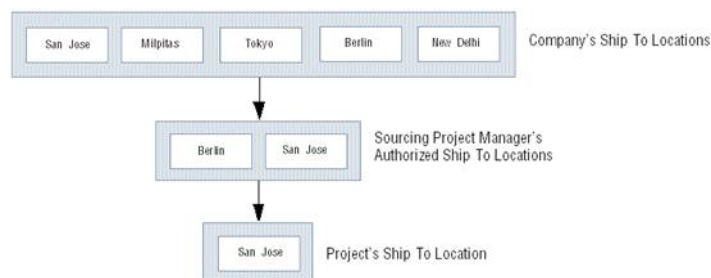 San Jose
Milpitas
Tokyo
Berlin
New Delhi
Company's Ship To Locations
Berlin
San Jose
Sourcing Project Manager's
Authorized Ship To Locations
San Jose
Project's Ship To Location